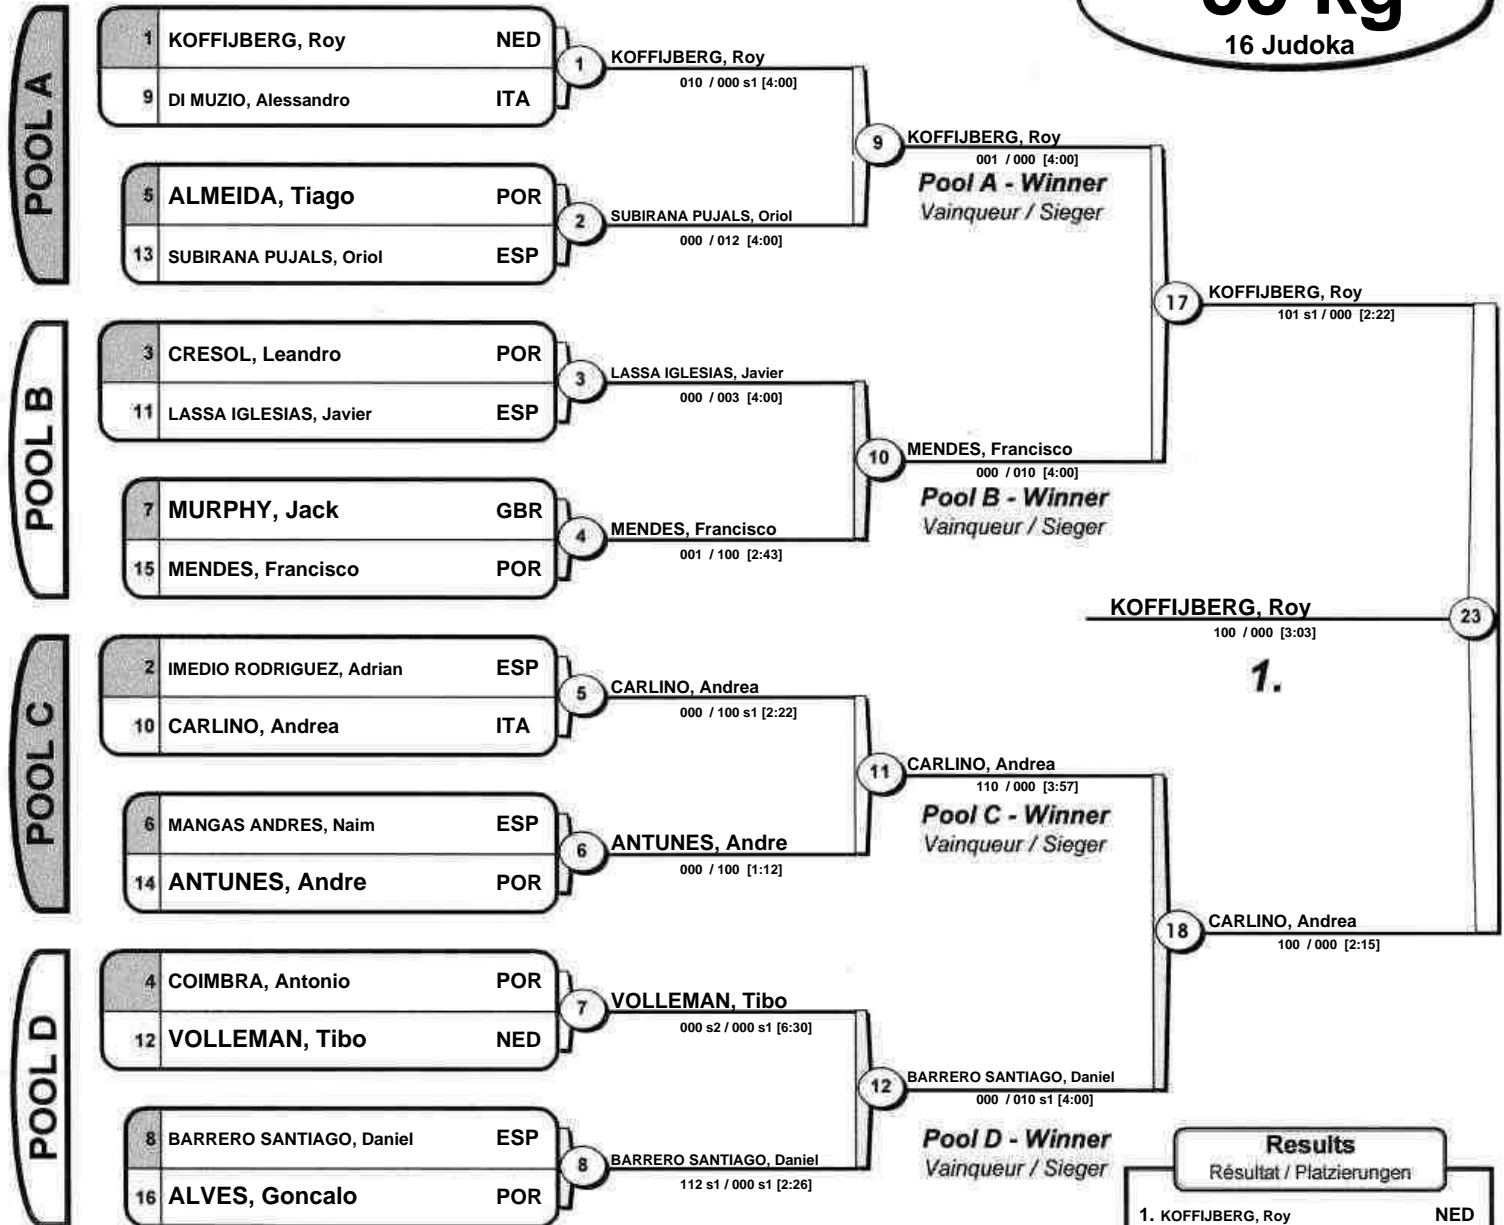 16 Judoka
POOL A
1 KOFFIJBERG, Roy NED
9 DI MUZIO, Alessandro ITA
1
KOFFIJBERG, Roy
010 / 000 s1 [4:00]
5 ALMEIDA, Tiago POR
13 SUBIRANA PUJALS, Oriol ESP
2
SUBIRANA PUJALS, Oriol
000 / 012 [4:00]
9
KOFFIJBERG, Roy
001 / 000 [4:00]
Pool A - Winner
Vainqueur / Sieger
POOL B
3 CRESOL, Leandro POR
11 LASSA IGLESIAS, Javier ESP
3
LASSA IGLESIAS, Javier
000 / 003 [4:00]
7 MURPHY, Jack GBR
15 MENDES, Francisco POR
4
MENDES, Francisco
001 / 100 [2:43]
10
MENDES, Francisco
000 / 010 [4:00]
Pool B - Winner
Vainqueur / Sieger
17
KOFFIJBERG, Roy
101 s1 / 000 [2:22]
POOL C
2 IMEDIO RODRIGUEZ, Adrian ESP
10 CARLINO, Andrea ITA
5
CARLINO, Andrea
000 / 100 s1 [2:22]
6 MANGAS ANDRES, Naim ESP
14 ANTUNES, Andre POR
6
ANTUNES, Andre
000 / 100 [1:12]
11
CARLINO, Andrea
110 / 000 [3:57]
Pool C - Winner
Vainqueur / Sieger
POOL D
4 COIMBRA, Antonio POR
12 VOLLEMAN, Tibo NED
7
VOLLEMAN, Tibo
000 s2 / 000 s1 [6:30]
8 BARRERO SANTIAGO, Daniel ESP
16 ALVES, Goncalo POR
8
BARRERO SANTIAGO, Daniel
112 s1 / 000 s1 [2:26]
12
BARRERO SANTIAGO, Daniel
000 / 010 s1 [4:00]
Pool D - Winner
Vainqueur / Sieger
18
CARLINO, Andrea
100 / 000 [2:15]
KOFFIJBERG, Roy
23
100 / 000 [3:03]
1.
Results
Résultat / Platzierungen
1. KOFFIJBERG, Roy NED